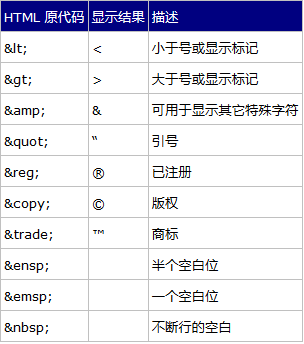 HTML 原代码 显示结果 描述
&lt; < 小于号或显示标记
&gt; > 大于号或显示标记
&amp; & 可用于显示其它特殊字符
&quot; “ 引号
&reg; ® 已注册
&copy; © 版权
&trade; ™ 商标
&ensp; 半个空白位
&emsp; 一个空白位
&nbsp; 不断行的空白